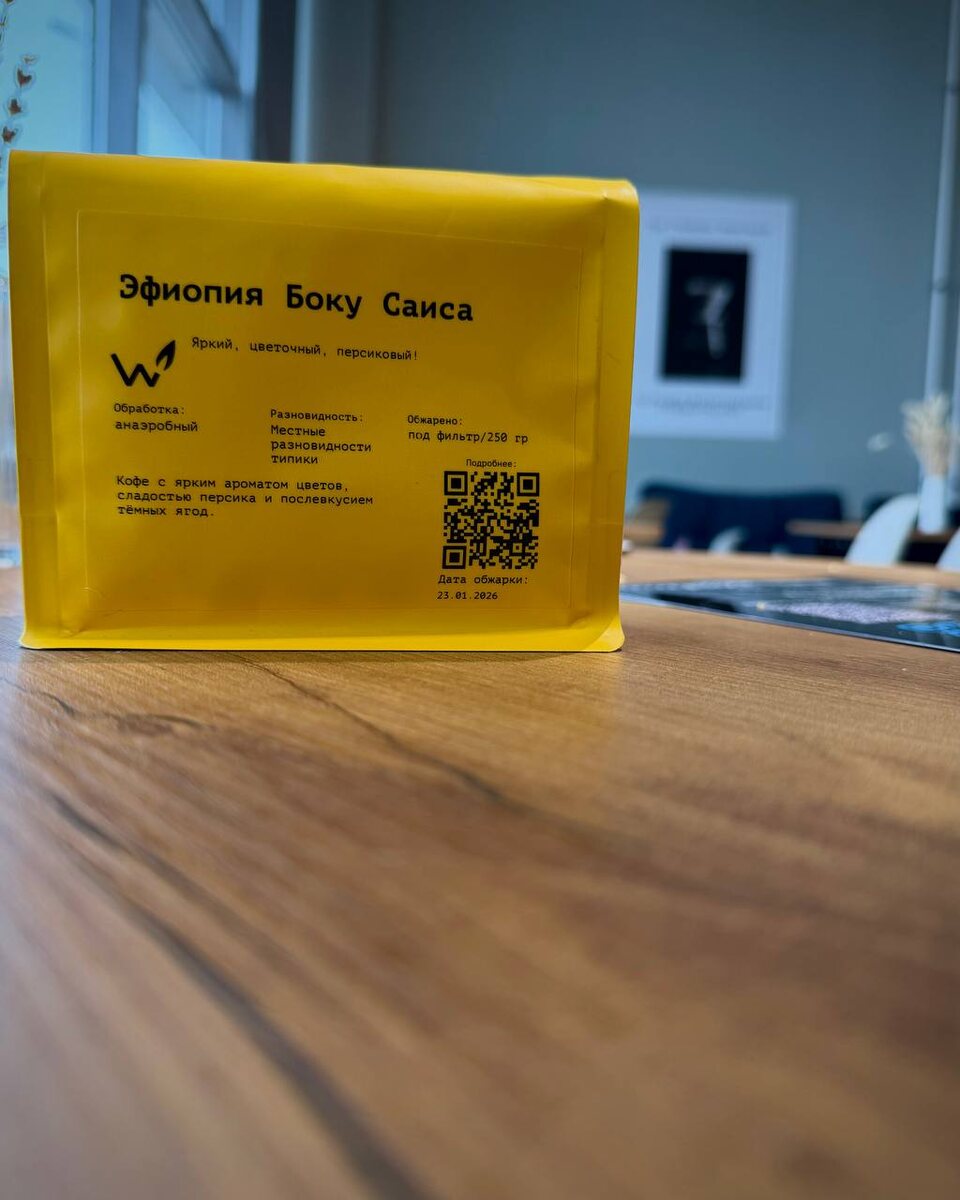 Эфиопия Боку Саиса
Яркий, цветочный, персиковый!
Обработка:
анаэробный
Разновидность:
Местные
разновидности
типики
Обжарено:
под фильтр/250 гр
Кофе с ярким ароматом цветов,
сладостью персика и послевкусием
тёмных ягод.
Подробнее:
Дата обжарки:
23.01.2026